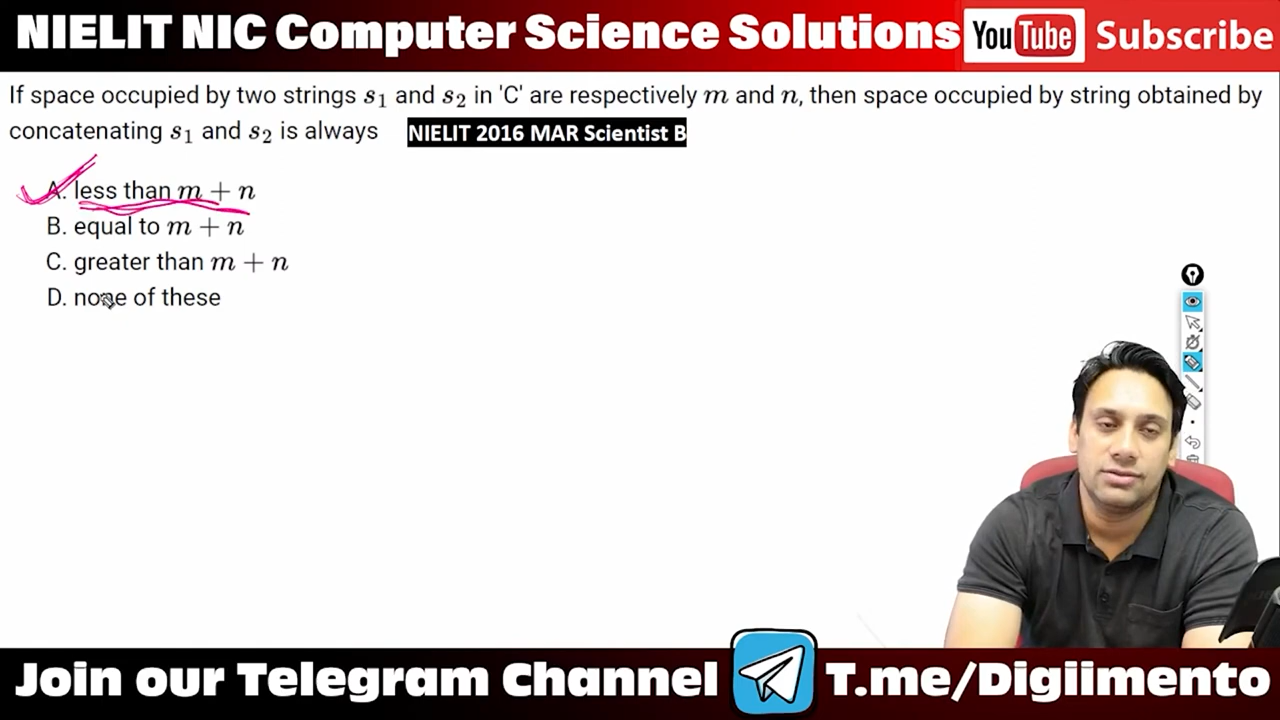 NIELIT NIC Computer Science Solutions YouTube Subscribe
If space occupied by two strings s₁ and s₂ in 'C' are respectively m and n, then space occupied by string obtained by
concatenating s₁ and s₂ is always NIELIT 2016 MAR Scientist B
A. less than m + n
B. equal to m + n
C. greater than m + n
D. none of these
Join our Telegram Channel T.me/Digiimento